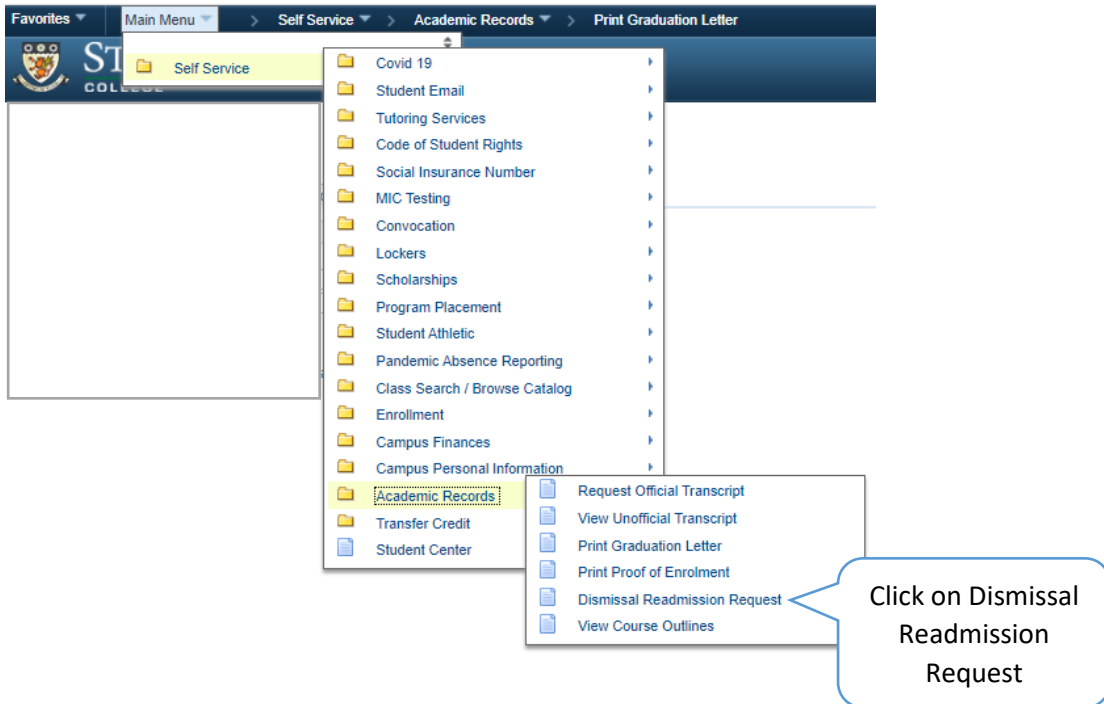 Favorites Main Menu > Self Service > Academic Records > Print Graduation Letter
Self Service
COLLEGE
Covid 19
Student Email
Tutoring Services
Code of Student Rights
Social Insurance Number
MIC Testing
Convocation
Lockers
Scholarships
Program Placement
Student Athletic
Pandemic Absence Reporting
Class Search / Browse Catalog
Enrollment
Campus Finances
Campus Personal Information
Academic Records
Transfer Credit
Student Center
Request Official Transcript
View Unofficial Transcript
Print Graduation Letter
Print Proof of Enrolment
Dismissal Readmission Request
View Course Outlines
Click on Dismissal
Readmission
Request